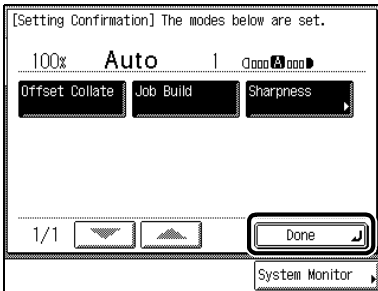 [Setting Confirmation] The modes below are set.
100% Auto 1 A
Offset Collate Job Build Sharpness
1/1 Done
System Monitor